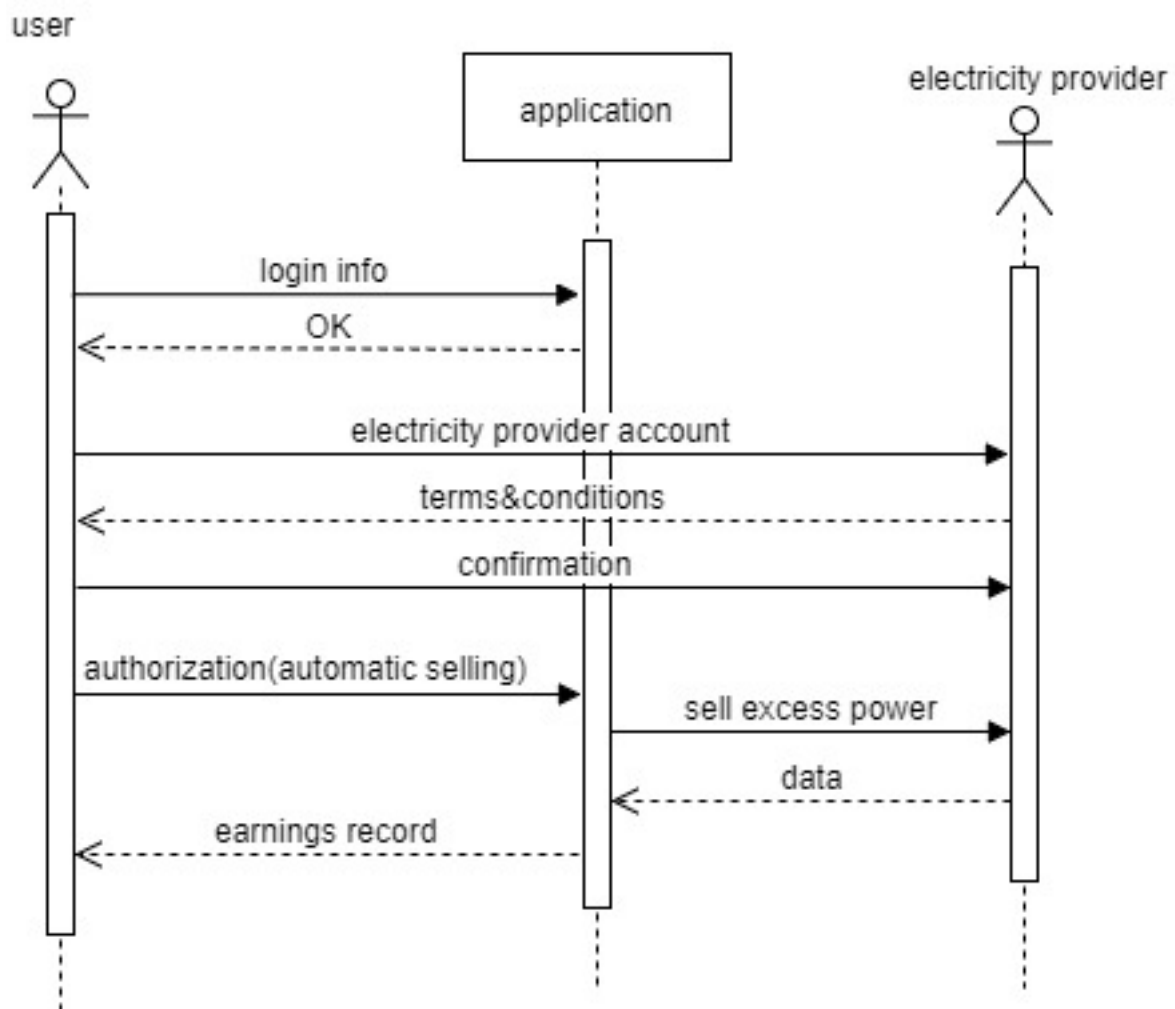 user
application
electricity provider
login info
OK
electricity provider account
terms&conditions
confirmation
authorization(automatic selling)
sell excess power
data
earnings record